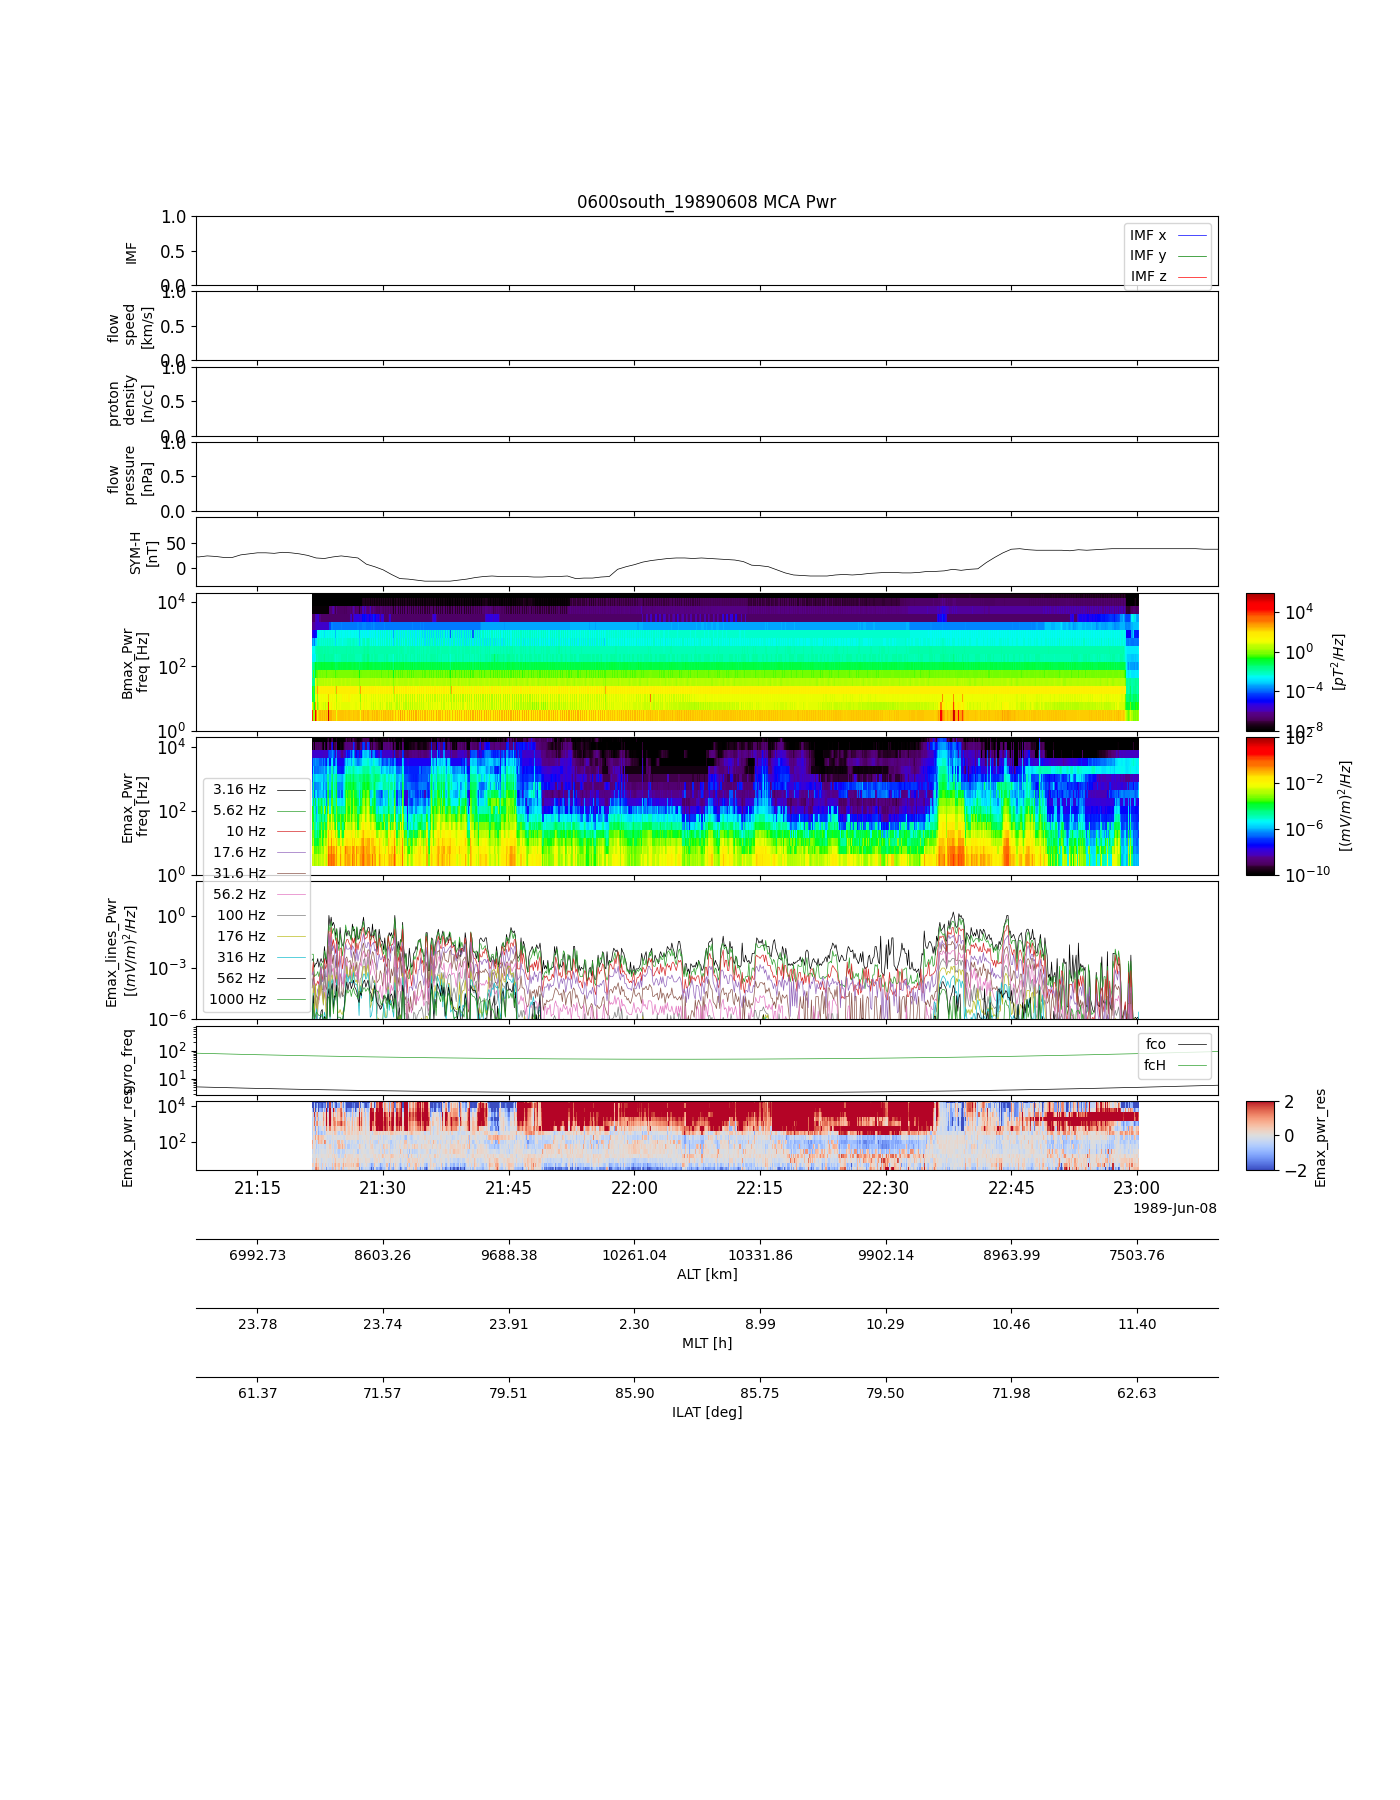 0600south_19890608 MCA Pwr
1.0
0.5
0.0
IMF
IMF x
IMF y
IMF z
1.0
0.5
0.0
flow
speed
[km/s]
1.0
0.5
0.0
proton
density
[n/cc]
1.0
0.5
0.0
flow
pressure
[nPa]
50
0
SYM-H
[nT]
10^4
10^2
10^0
Bmax_Pwr
freq [Hz]
10^4
10^0
10^-4
10^-8
[pT^2/Hz]
10^4
10^2
10^0
Emax_Pwr
freq [Hz]
10^2
10^-2
10^-6
10^-10
[(mV/m)^2/Hz]
3.16 Hz
5.62 Hz
10 Hz
17.6 Hz
31.6 Hz
56.2 Hz
100 Hz
176 Hz
316 Hz
562 Hz
1000 Hz
10^0
10^-3
10^-6
Emax_lines_Pwr
[(mV/m)^2/Hz]
10^2
10^1
gyro_freq
fco
fcH
10^4
10^2
Emax_pwr_res
2
0
−2
Emax_pwr_res
21:15 21:30 21:45 22:00 22:15 22:30 22:45 23:00
1989-Jun-08
6992.73 8603.26 9688.38 10261.04 10331.86 9902.14 8963.99 7503.76
ALT [km]
23.78 23.74 23.91 2.30 8.99 10.29 10.46 11.40
MLT [h]
61.37 71.57 79.51 85.90 85.75 79.50 71.98 62.63
ILAT [deg]